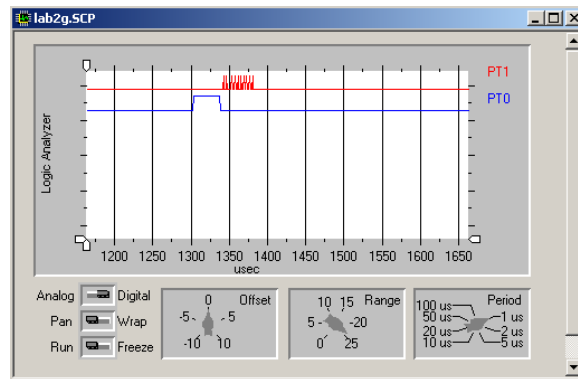 lab2g.SCP
PT1
PT0
Logic Analyzer
1200 1250 1300 1350 1400 1450 1500 1550 1600 1650
usec
Analog Digital
Pan Wrap
Run Freeze
0 Offset
-5 5
-10 10
10 15 Range
5 20
0 25
100 us Period
50 us 1 us
20 us 2 us
10 us 5 us